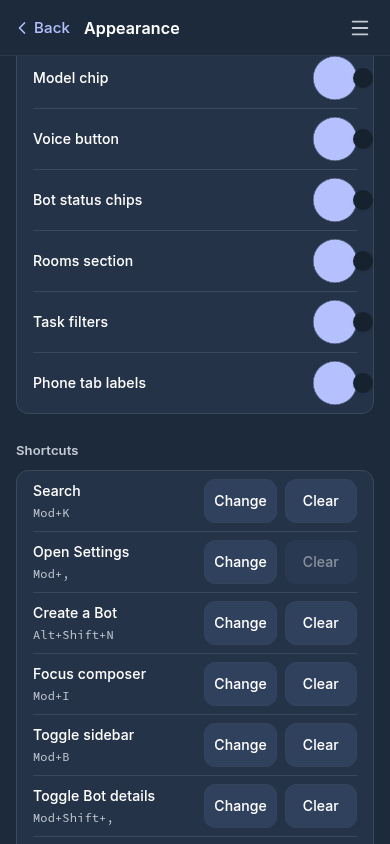 Back Appearance
Model chip
Voice button
Bot status chips
Rooms section
Task filters
Phone tab labels
Shortcuts
Search
Mod+K
Change Clear
Open Settings
Mod+,
Change Clear
Create a Bot
Alt+Shift+N
Change Clear
Focus composer
Mod+I
Change Clear
Toggle sidebar
Mod+B
Change Clear
Toggle Bot details
Mod+Shift+,
Change Clear